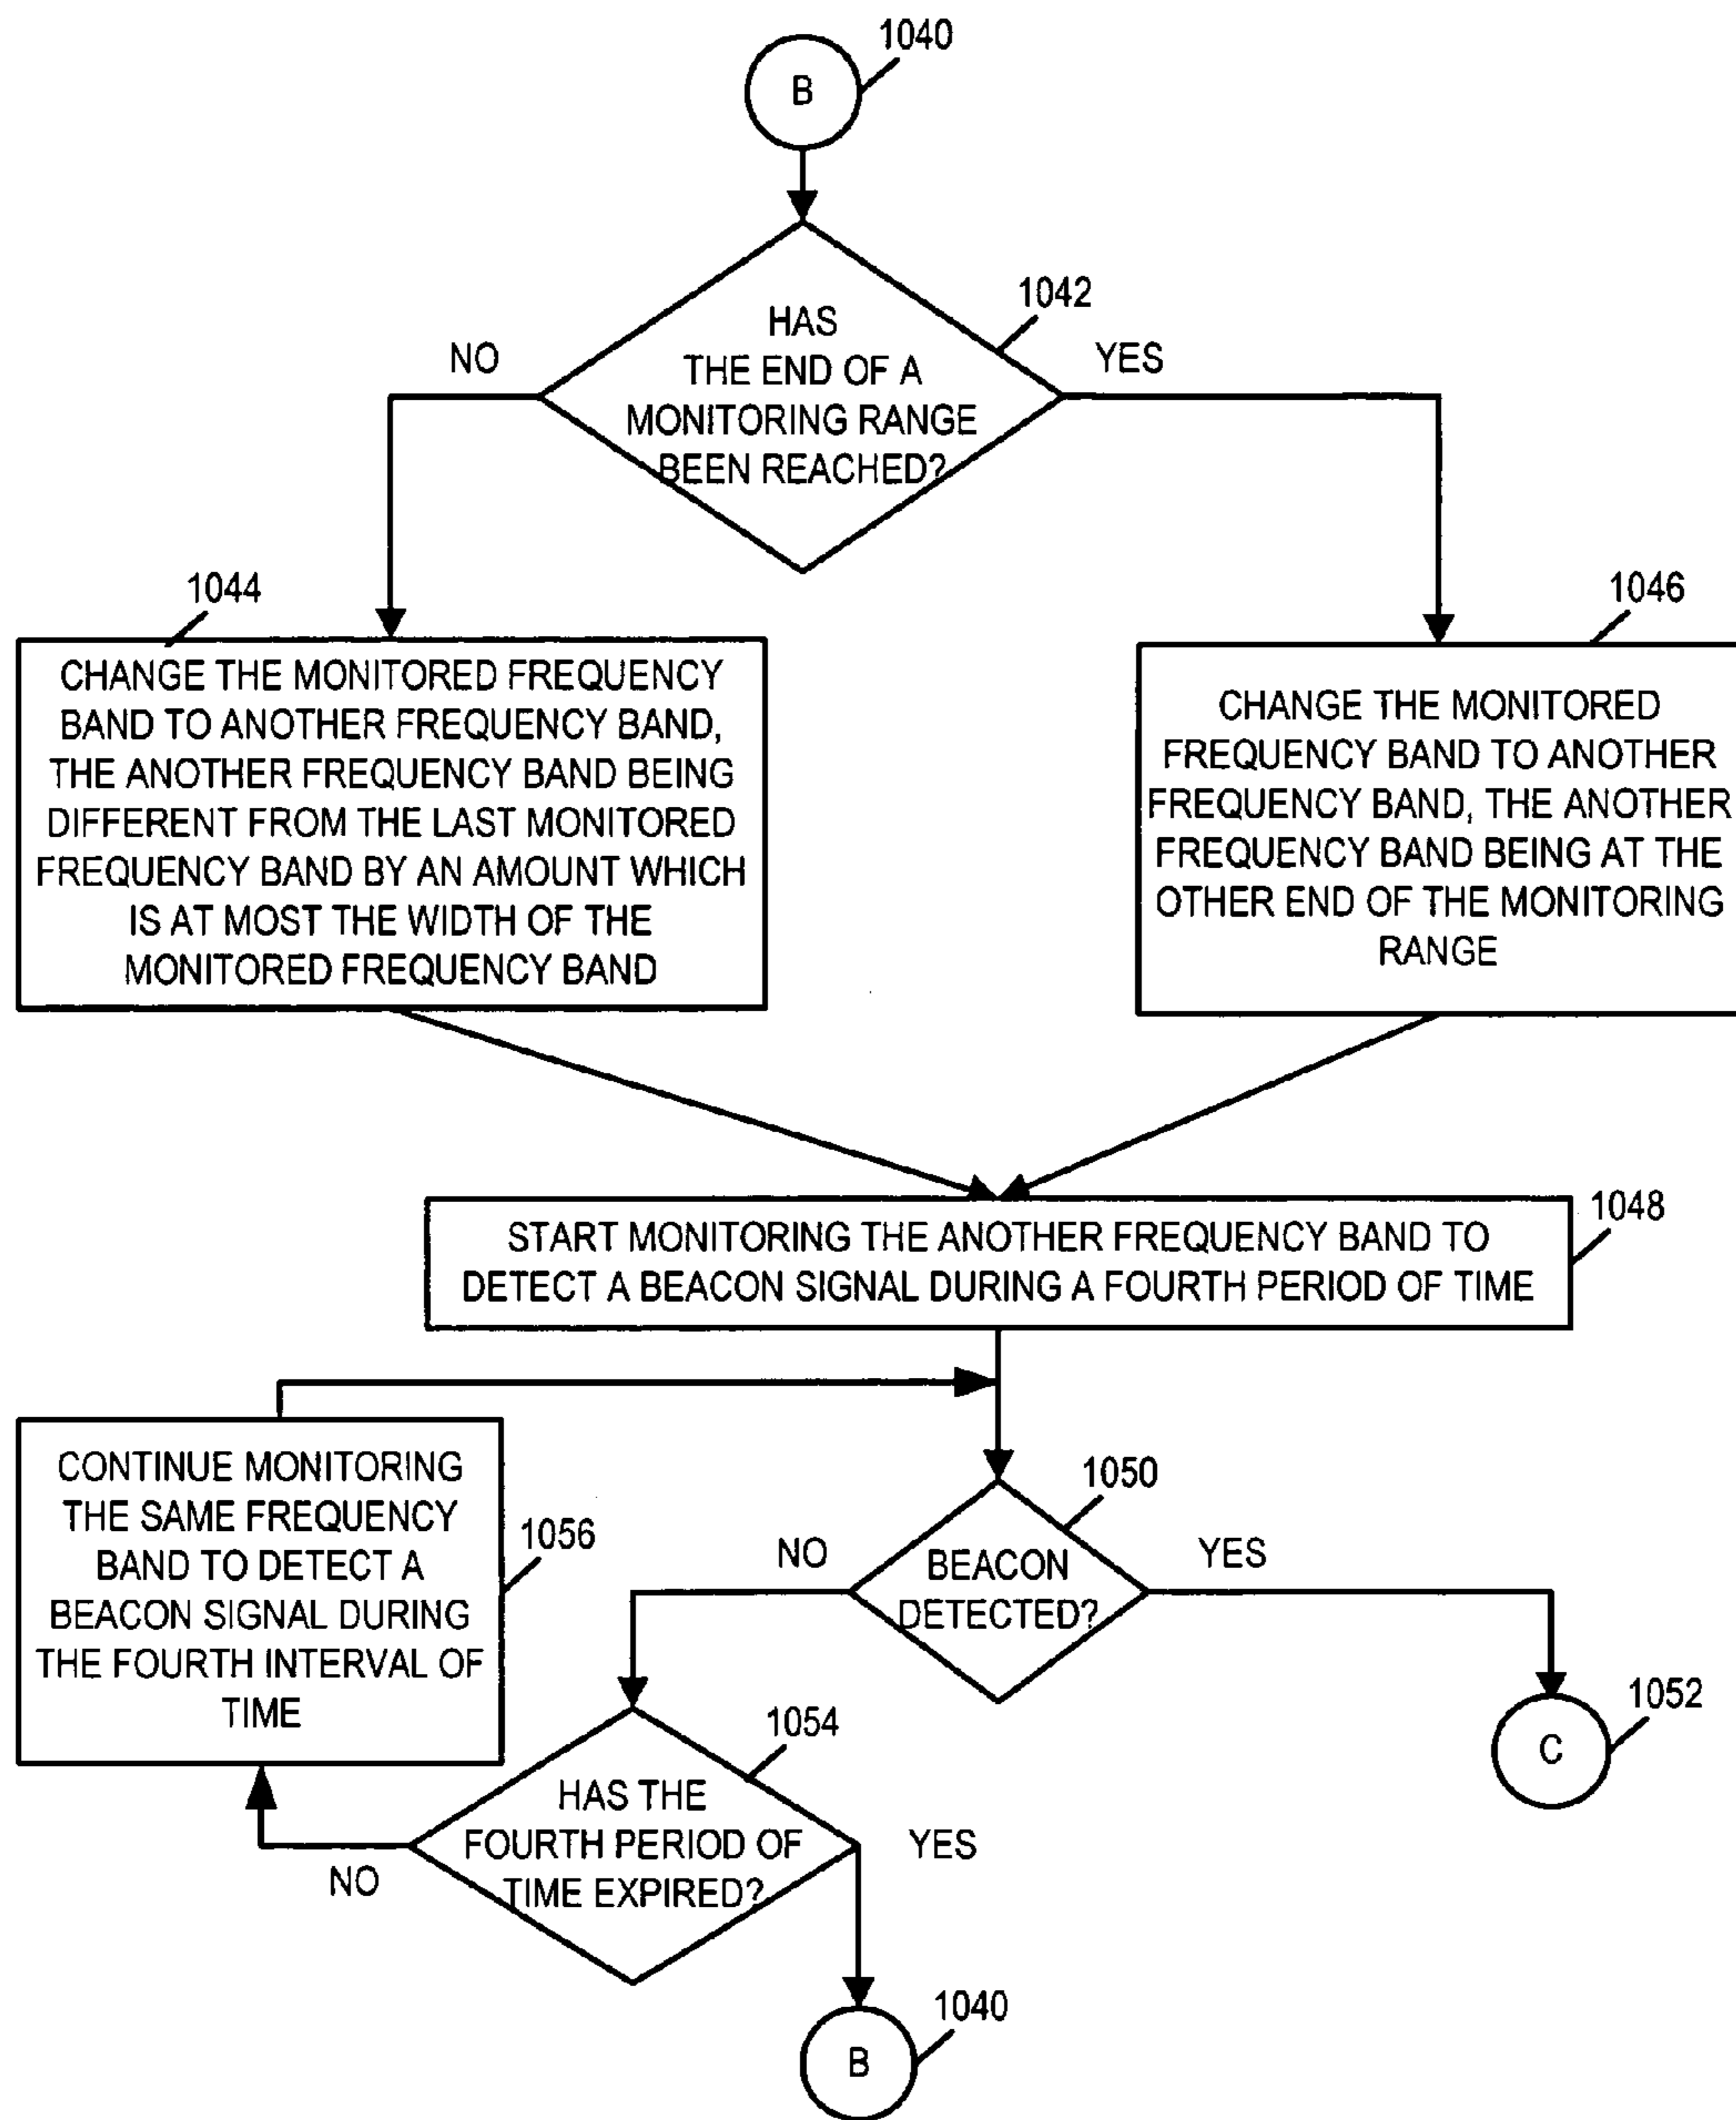 1040
B
1042
HAS
THE END OF A
MONITORING RANGE
BEEN REACHED?
NO
YES
1044
CHANGE THE MONITORED FREQUENCY
BAND TO ANOTHER FREQUENCY BAND,
THE ANOTHER FREQUENCY BAND BEING
DIFFERENT FROM THE LAST MONITORED
FREQUENCY BAND BY AN AMOUNT WHICH
IS AT MOST THE WIDTH OF THE
MONITORED FREQUENCY BAND
1046
CHANGE THE MONITORED
FREQUENCY BAND TO ANOTHER
FREQUENCY BAND, THE ANOTHER
FREQUENCY BAND BEING AT THE
OTHER END OF THE MONITORING
RANGE
1048
START MONITORING THE ANOTHER FREQUENCY BAND TO
DETECT A BEACON SIGNAL DURING A FOURTH PERIOD OF TIME
CONTINUE MONITORING
THE SAME FREQUENCY
BAND TO DETECT A
BEACON SIGNAL DURING
THE FOURTH INTERVAL OF
TIME
1056
1050
BEACON
DETECTED?
NO
YES
1052
C
1054
HAS THE
FOURTH PERIOD OF
TIME EXPIRED?
NO
YES
1040
B